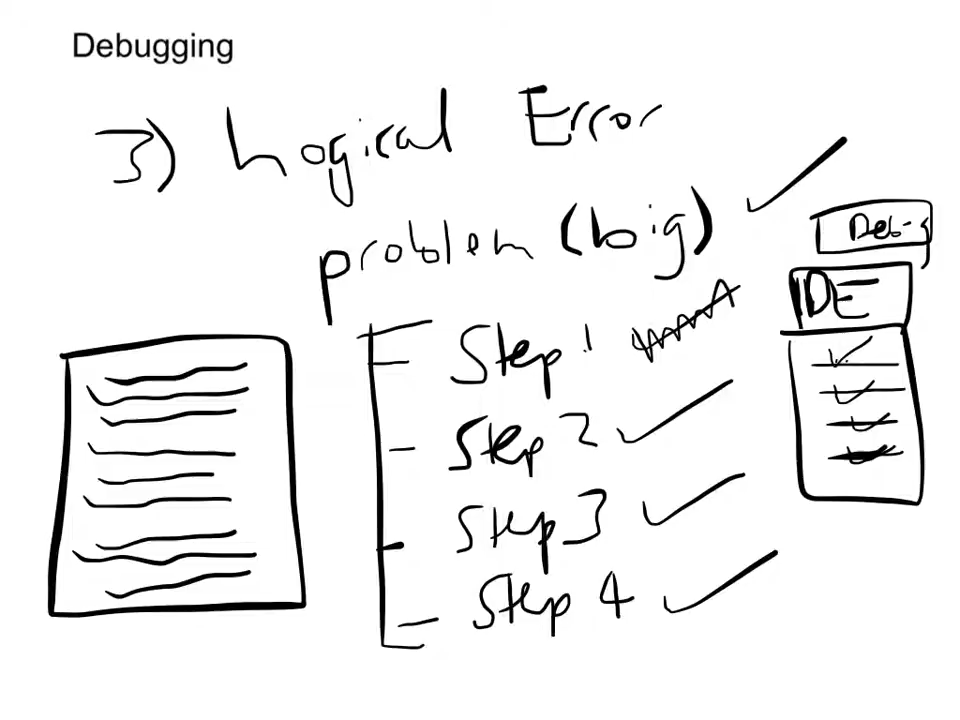 Debugging
3) Logical Error
problem (big)
Step 1
Step 2
Step 3
Step 4
IDE